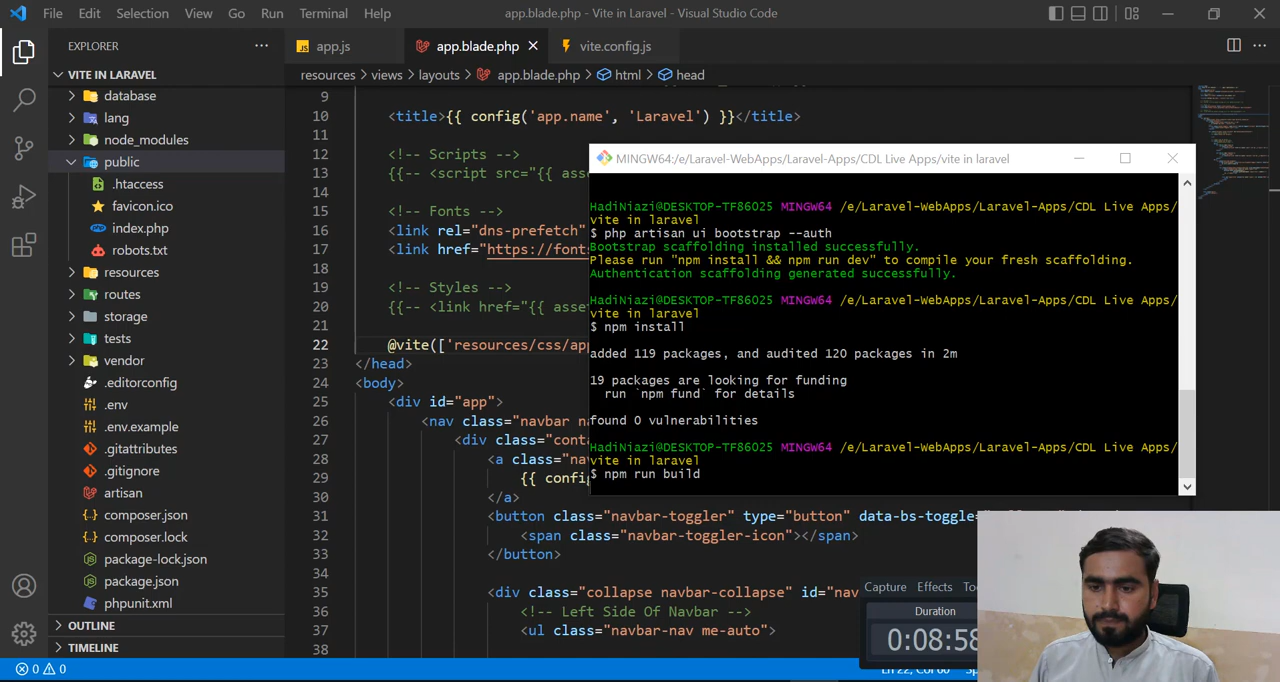 File Edit Selection View Go Run Terminal Help
app.blade.php - Vite in Laravel - Visual Studio Code
EXPLORER
VITE IN LARAVEL
database
lang
node_modules
public
.htaccess
favicon.ico
index.php
robots.txt
resources
routes
storage
tests
vendor
.editorconfig
.env
.env.example
.gitattributes
.gitignore
artisan
composer.json
composer.lock
package-lock.json
package.json
phpunit.xml
OUTLINE
TIMELINE
0 0
app.js app.blade.php vite.config.js
resources > views > layouts > app.blade.php > html > head
9
10 <title>{{ config('app.name', 'Laravel') }}</title>
11
12 <!-- Scripts -->
13 {{-- <script src="{{ ass
14
15 <!-- Fonts -->
16 <link rel="dns-prefetch"
17 <link href="https://font
18
19 <!-- Styles -->
20 {{-- <link href="{{ asse
21
22 @vite(['resources/css/app
23 </head>
24 <body>
25 <div id="app">
26 <nav class="navbar na
27 <div class="conta
28 <a class="nav
29 {{ config
30 </a>
31 <button class="navbar-toggler" type="button" data-bs-toggle=
32 <span class="navbar-toggler-icon"></span>
33 </button>
34
35 <div class="collapse navbar-collapse" id="nav
36 <!-- Left Side Of Navbar -->
37 <ul class="navbar-nav me-auto">
38
MINGW64:/e/Laravel-WebApps/Laravel-Apps/CDL Live Apps/vite in laravel
HadiNiazi@DESKTOP-TF86025 MINGW64 /e/Laravel-WebApps/Laravel-Apps/CDL Live Apps/
vite in laravel
$ php artisan ui bootstrap --auth
Bootstrap scaffolding installed successfully.
Please run "npm install && npm run dev" to compile your fresh scaffolding.
Authentication scaffolding generated successfully.
HadiNiazi@DESKTOP-TF86025 MINGW64 /e/Laravel-WebApps/Laravel-Apps/CDL Live Apps/
vite in laravel
$ npm install
added 119 packages, and audited 120 packages in 2m
19 packages are looking for funding
run `npm fund` for details
found 0 vulnerabilities
HadiNiazi@DESKTOP-TF86025 MINGW64 /e/Laravel-WebApps/Laravel-Apps/CDL Live Apps/
vite in laravel
$ npm run build
Capture Effects
Duration
0:08:58